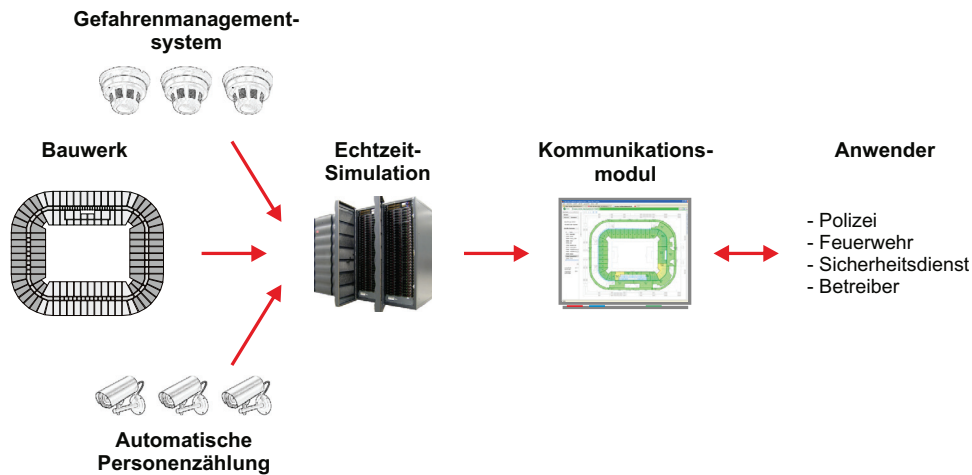 Gefahrenmanagement-
system
Bauwerk
Echtzeit-
Simulation
Kommunikations-
modul
Anwender
- Polizei
- Feuerwehr
- Sicherheitsdienst
- Betreiber
Automatische
Personenzählung